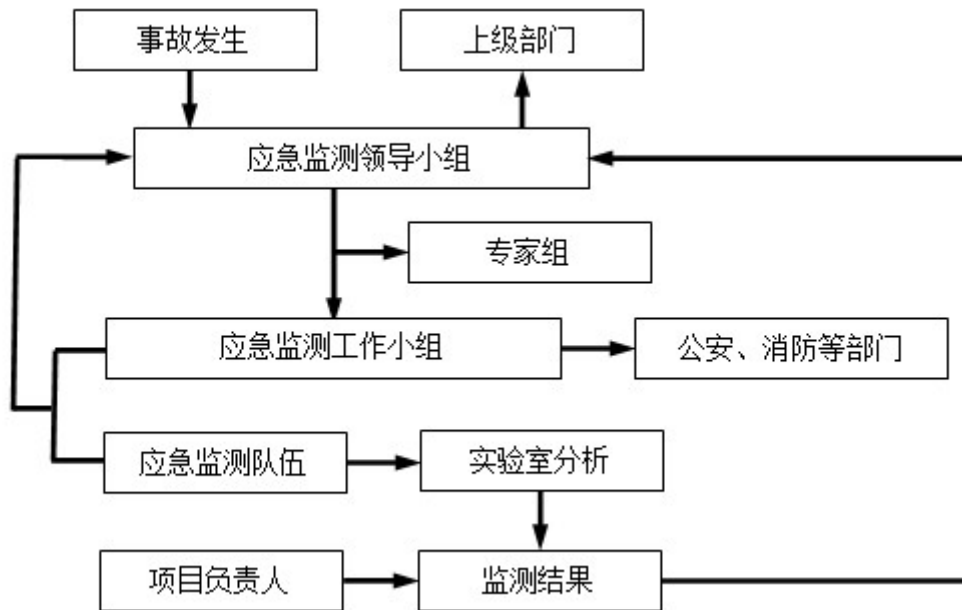 事故发生
上级部门
应急监测领导小组
专家组
应急监测工作小组
公安、消防等部门
应急监测队伍
实验室分析
项目负责人
监测结果